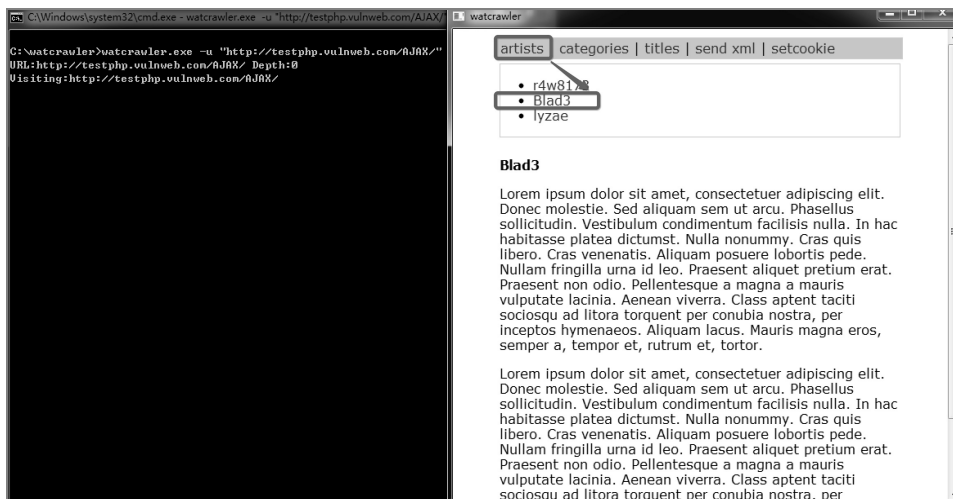 C:\Windows\system32\cmd.exe - watcrawler.exe -u "http://testphp.vulnweb.com/AJAX/"
C:\watcrawler>watcrawler.exe -u "http://testphp.vulnweb.com/AJAX/"
URL:http://testphp.vulnweb.com/AJAX/ Depth:0
Visiting:http://testphp.vulnweb.com/AJAX/
watcrawler
artists categories | titles | send xml | setcookie
• r4w8173
• Blad3
• lyzae
Blad3
Lorem ipsum dolor sit amet, consectetuer adipiscing elit.
Donec molestie. Sed aliquam sem ut arcu. Phasellus
sollicitudin. Vestibulum condimentum facilisis nulla. In hac
habitasse platea dictumst. Nulla nonummy. Cras quis
libero. Cras venenatis. Aliquam posuere lobortis pede.
Nullam fringilla urna id leo. Praesent aliquet pretium erat.
Praesent non odio. Pellentesque a magna a mauris
vulputate lacinia. Aenean viverra. Class aptent taciti
sociosqu ad litora torquent per conubia nostra, per
inceptos hymenaeos. Aliquam lacus. Mauris magna eros,
semper a, tempor et, rutrum et, tortor.
Lorem ipsum dolor sit amet, consectetuer adipiscing elit.
Donec molestie. Sed aliquam sem ut arcu. Phasellus
sollicitudin. Vestibulum condimentum facilisis nulla. In hac
habitasse platea dictumst. Nulla nonummy. Cras quis
libero. Cras venenatis. Aliquam posuere lobortis pede.
Nullam fringilla urna id leo. Praesent aliquet pretium erat.
Praesent non odio. Pellentesque a magna a mauris
vulputate lacinia. Aenean viverra. Class aptent taciti
sociosqu ad litora torquent per conubia nostra, per